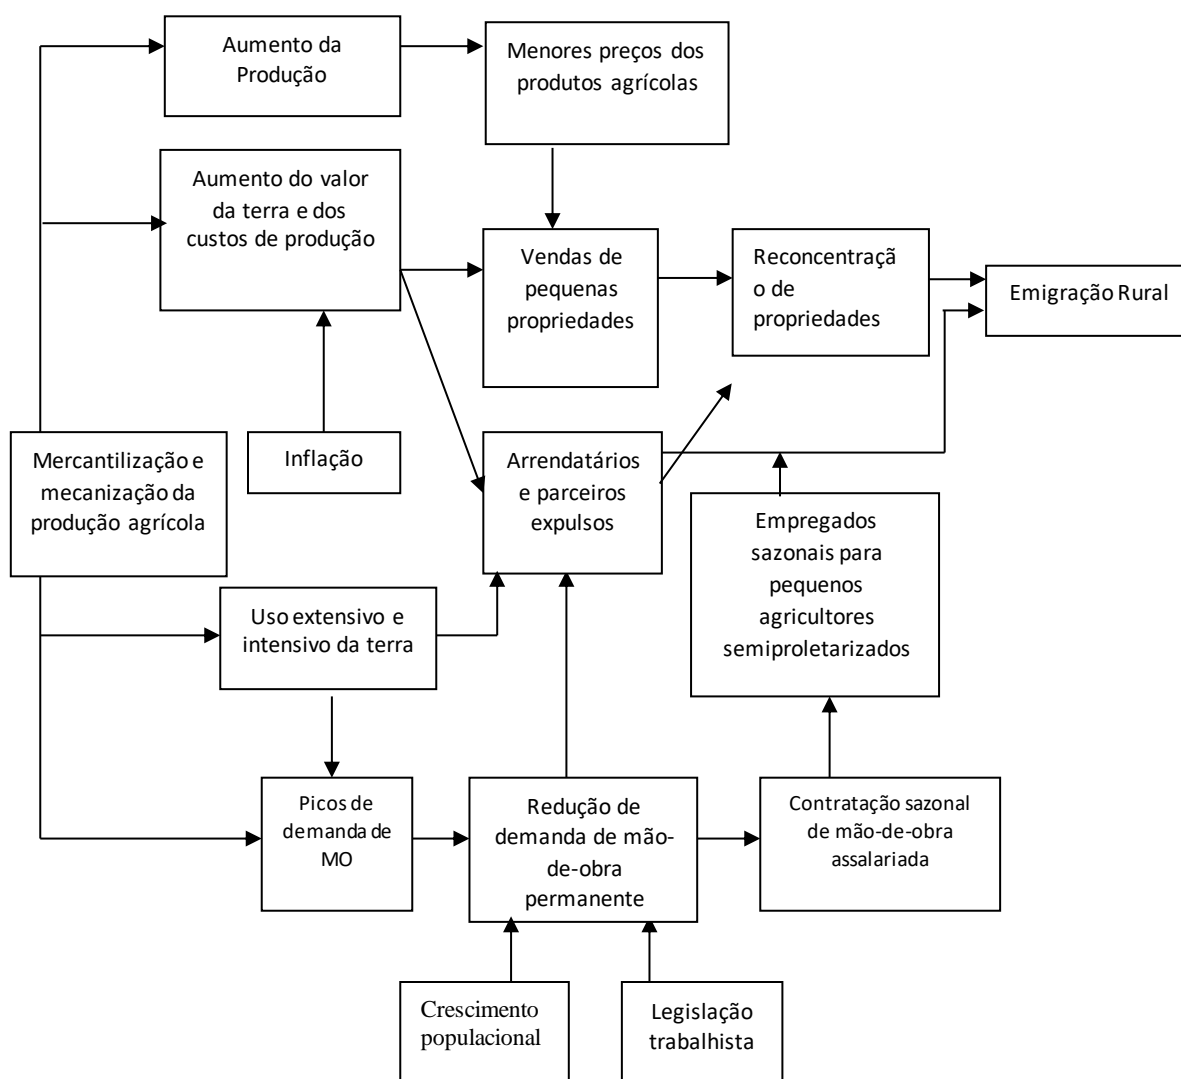 Aumento da
Produção
Menores preços dos
produtos agrícolas
Aumento do valor
da terra e dos
custos de produção
Vendas de
pequenas
propriedades
Reconcentraçã
o de
propriedades
Emigração Rural
Mercantilização e
mecanização da
produção agrícola
Inflação
Arrendatários
e parceiros
expulsos
Empregados
sazonais para
pequenos
agricultores
semiproletarizados
Uso extensivo e
intensivo da terra
Picos de
demanda de
MO
Redução de
demanda de mão-
de-obra
permanente
Contratação sazonal
de mão-de-obra
assalariada
Crescimento
populacional
Legislação
trabalhista